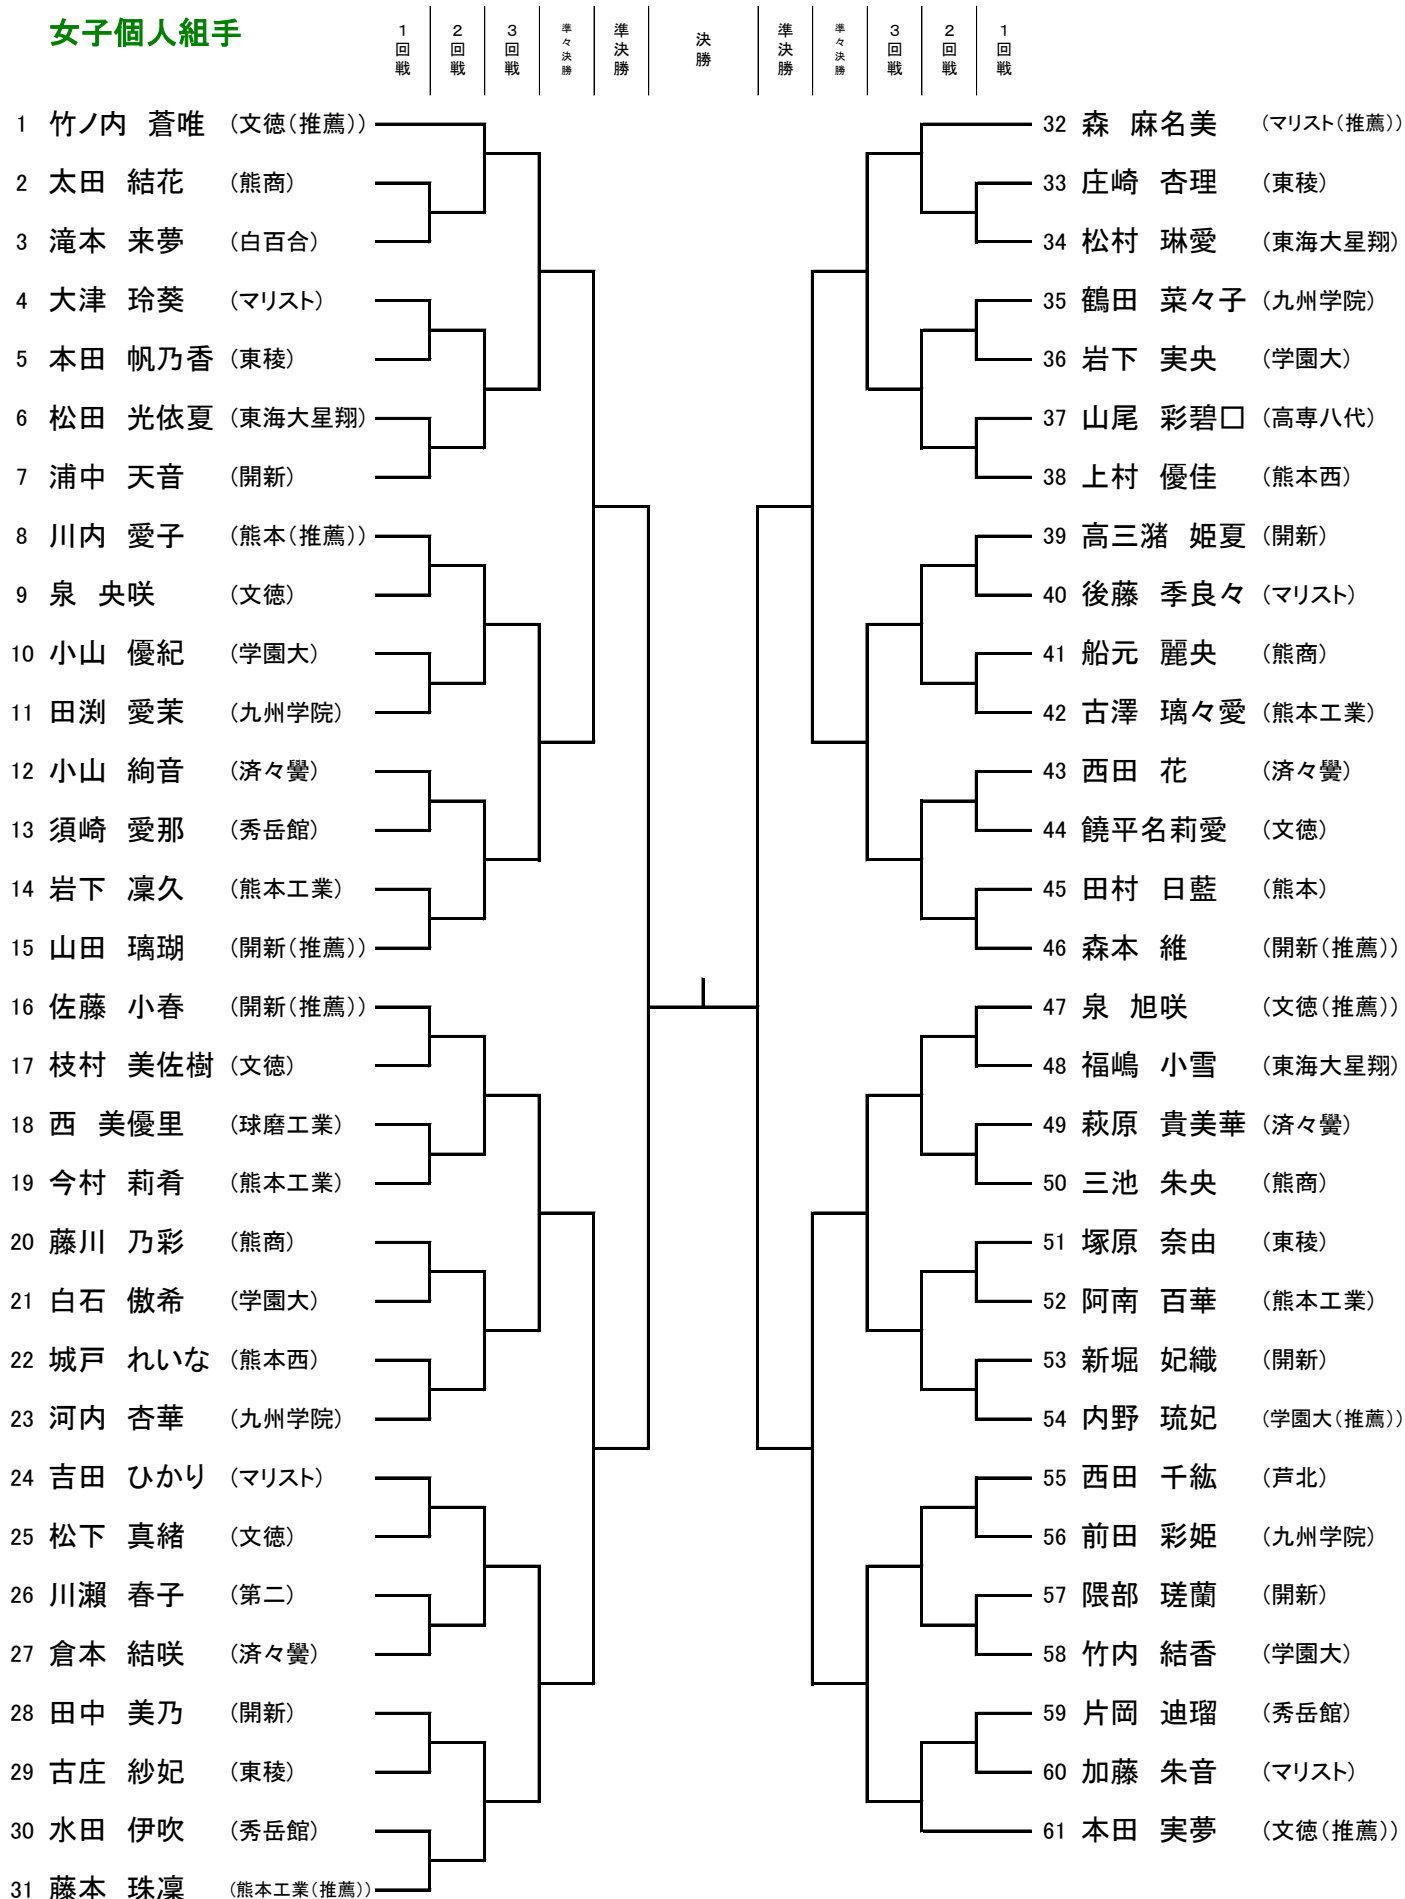 女子個人組手
1回戦 2回戦 3回戦 準々決勝 準決勝 決勝 準決勝 準々決勝 3回戦 2回戦 1回戦
1 竹ノ内 蒼唯 (文徳(推薦))
2 太田 結花 (熊商)
3 滝本 来夢 (白百合)
4 大津 玲葵 (マリスト)
5 本田 帆乃香 (東稜)
6 松田 光依夏 (東海大星翔)
7 浦中 天音 (開新)
8 川内 愛子 (熊本(推薦))
9 泉 央咲 (文徳)
10 小山 優紀 (学園大)
11 田渕 愛茉 (九州学院)
12 小山 絢音 (済々黌)
13 須崎 愛那 (秀岳館)
14 岩下 凜久 (熊本工業)
15 山田 璃瑚 (開新(推薦))
16 佐藤 小春 (開新(推薦))
17 枝村 美佐樹 (文徳)
18 西 美優里 (球磨工業)
19 今村 莉肴 (熊本工業)
20 藤川 乃彩 (熊商)
21 白石 傲希 (学園大)
22 城戸 れいな (熊本西)
23 河内 杏華 (九州学院)
24 吉田 ひかり (マリスト)
25 松下 真緒 (文徳)
26 川瀬 春子 (第二)
27 倉本 結咲 (済々黌)
28 田中 美乃 (開新)
29 古庄 紗妃 (東稜)
30 水田 伊吹 (秀岳館)
31 藤本 珠凜 (熊本工業(推薦))
32 森 麻名美 (マリスト(推薦))
33 庄崎 杏理 (東稜)
34 松村 琳愛 (東海大星翔)
35 鶴田 菜々子 (九州学院)
36 岩下 実央 (学園大)
37 山尾 彩碧□ (高専八代)
38 上村 優佳 (熊本西)
39 高三潴 姫夏 (開新)
40 後藤 季良々 (マリスト)
41 船元 麗央 (熊商)
42 古澤 璃々愛 (熊本工業)
43 西田 花 (済々黌)
44 饒平名莉愛 (文徳)
45 田村 日藍 (熊本)
46 森本 維 (開新(推薦))
47 泉 旭咲 (文徳(推薦))
48 福嶋 小雪 (東海大星翔)
49 萩原 貴美華 (済々黌)
50 三池 朱央 (熊商)
51 塚原 奈由 (東稜)
52 阿南 百華 (熊本工業)
53 新堀 妃織 (開新)
54 内野 琉妃 (学園大(推薦))
55 西田 千紘 (芦北)
56 前田 彩姫 (九州学院)
57 隈部 瑳蘭 (開新)
58 竹内 結香 (学園大)
59 片岡 迪瑠 (秀岳館)
60 加藤 朱音 (マリスト)
61 本田 実夢 (文徳(推薦))